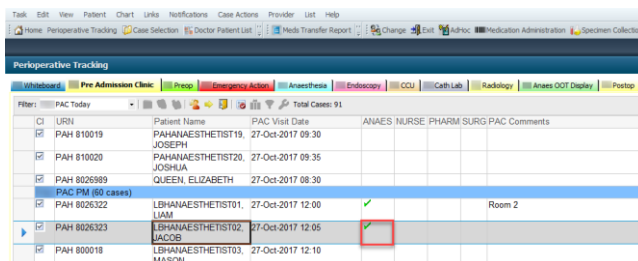 Task Edit View Patient Chart Links Notifications Case Actions Provider List Help
Home Perioperative Tracking Case Selection Doctor Patient List Meds Transfer Report Change Exit AdHoc Medication Administration Specimen Collectio
Perioperative Tracking
Whiteboard Pre Admission Clinic Preop Emergency Action Anaesthesia Endoscopy CCU Cath Lab Radiology Anaes OOT Display Postop
Filter: PAC Today Total Cases: 91
CI URN Patient Name PAC Visit Date ANAES NURSE PHARM SURG PAC Comments
PAH 810019 PAHANAESTHETIST19, 27-Oct-2017 09:30
JOSEPH
PAH 810020 PAHANAESTHETIST20, 27-Oct-2017 09:35
JOSHUA
PAH 8026989 QUEEN, ELIZABETH 27-Oct-2017 08:30
PAC PM (60 cases)
PAH 8026322 LBHANAESTHETIST01, 27-Oct-2017 12:00 ✓ Room 2
LIAM
PAH 8026323 LBHANAESTHETIST02, 27-Oct-2017 12:05 ✓
JACOB
PAH 800018 LBHANAESTHETIST03, 27-Oct-2017 12:10
MASON